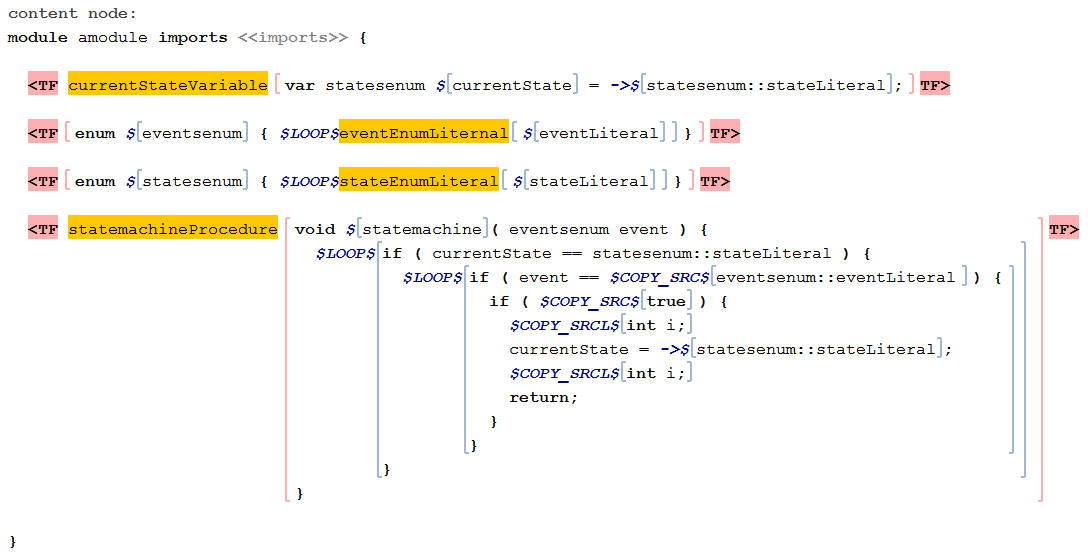 content node:
module amodule imports <<imports>> {
<TF currentStateVariable [ var statesenum $[currentState] = ->$[statesenum::stateLiteral]; ] TF>
<TF [ enum $[eventsenum] { $LOOP$eventEnumLiternal[ $[eventLiteral]] } ] TF>
<TF [ enum $[statesenum] { $LOOP$stateEnumLiteral[ $[stateLiteral]] } ] TF>
<TF statemachineProcedure [ void $[statemachine]( eventsenum event ) { TF>
$LOOP$[if ( currentState == statesenum::stateLiteral ) {
$LOOP$[if ( event == $COPY_SRC$[eventsenum::eventLiteral ] ) {
if ( $COPY_SRC$[true] ) {
$COPY_SRCL$[int i;]
currentState = ->$[statesenum::stateLiteral];
$COPY_SRCL$[int i;]
return;
}
}
}
}
}